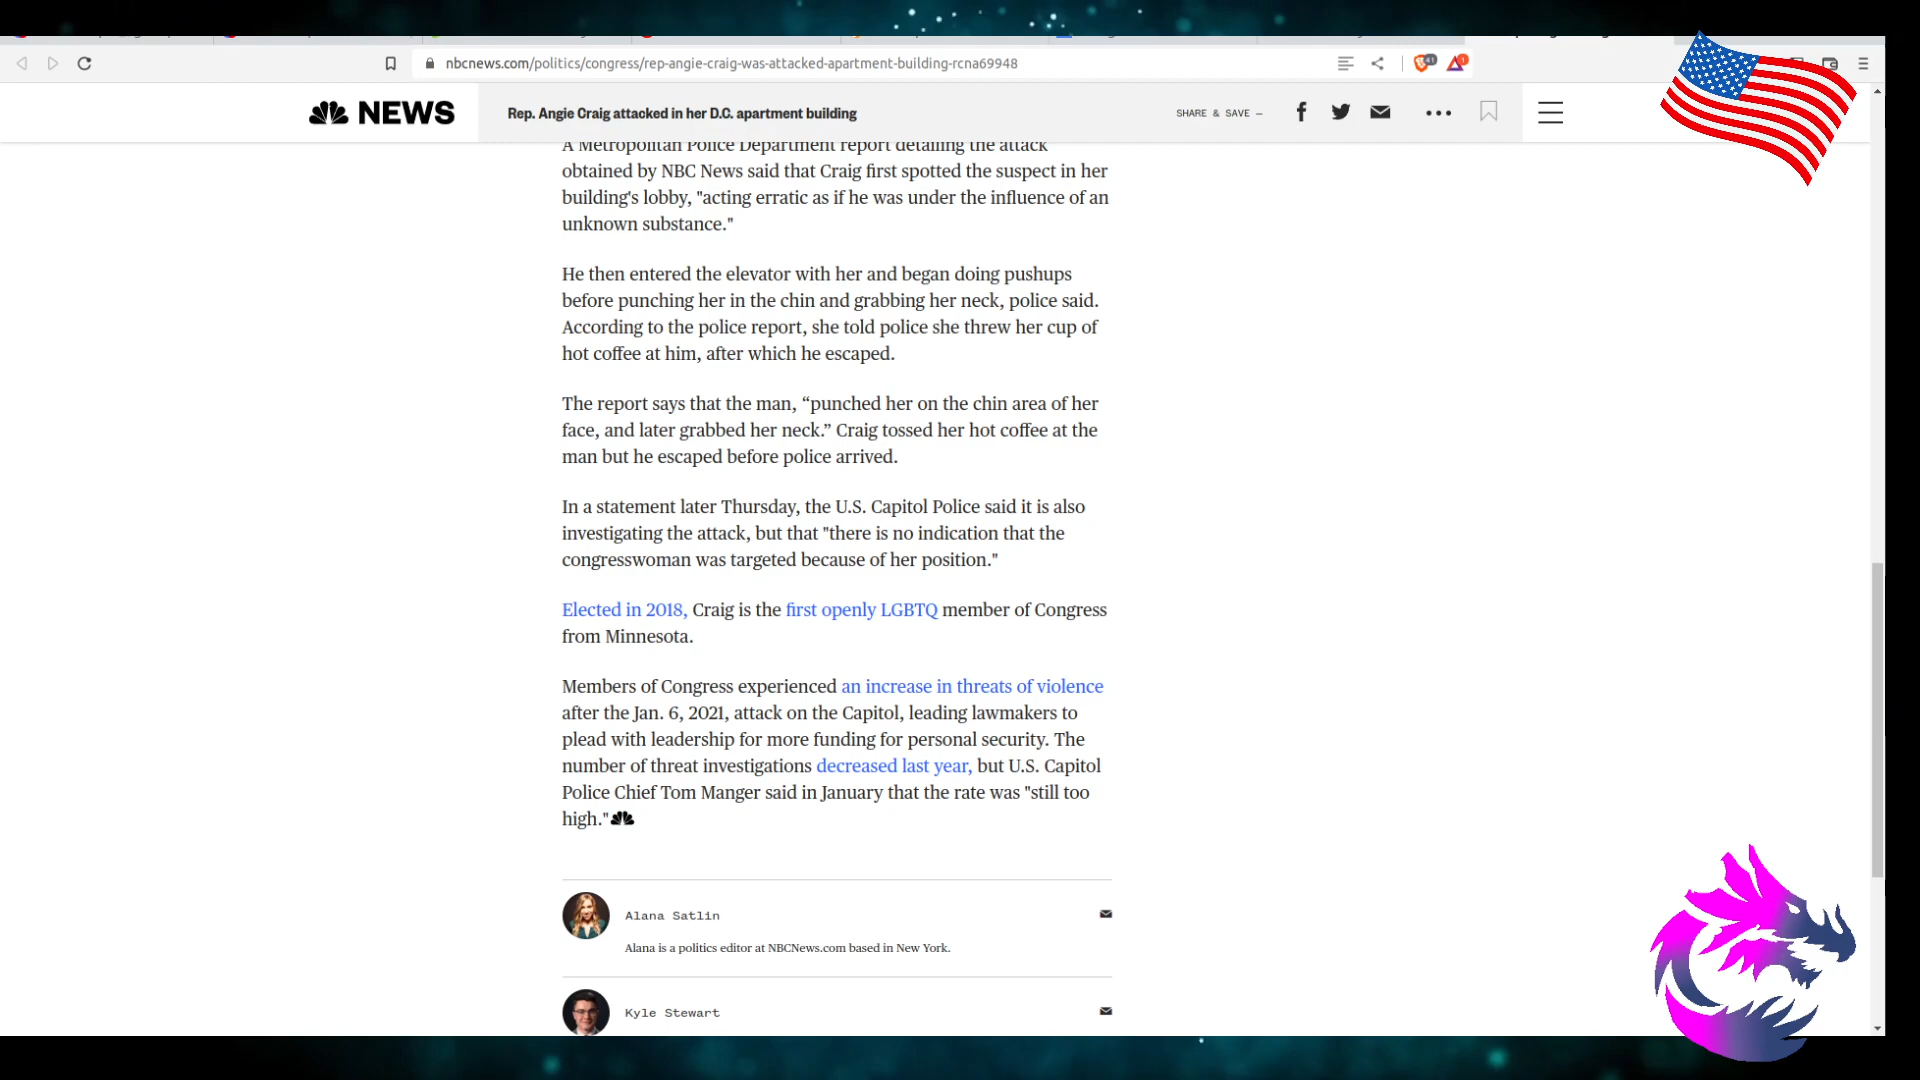 nbcnews.com/politics/congress/rep-angie-craig-was-attacked-apartment-building-rcna69948
41
1
NEWS
Rep. Angie Craig attacked in her D.C. apartment building
SHARE & SAVE —
A Metropolitan Police Department report detailing the attack
obtained by NBC News said that Craig first spotted the suspect in her
building's lobby, "acting erratic as if he was under the influence of an
unknown substance."
He then entered the elevator with her and began doing pushups
before punching her in the chin and grabbing her neck, police said.
According to the police report, she told police she threw her cup of
hot coffee at him, after which he escaped.
The report says that the man, “punched her on the chin area of her
face, and later grabbed her neck.” Craig tossed her hot coffee at the
man but he escaped before police arrived.
In a statement later Thursday, the U.S. Capitol Police said it is also
investigating the attack, but that "there is no indication that the
congresswoman was targeted because of her position."
Elected in 2018, Craig is the first openly LGBTQ member of Congress
from Minnesota.
Members of Congress experienced an increase in threats of violence
after the Jan. 6, 2021, attack on the Capitol, leading lawmakers to
plead with leadership for more funding for personal security. The
number of threat investigations decreased last year, but U.S. Capitol
Police Chief Tom Manger said in January that the rate was "still too
high."
Alana Satlin
Alana is a politics editor at NBCNews.com based in New York.
Kyle Stewart